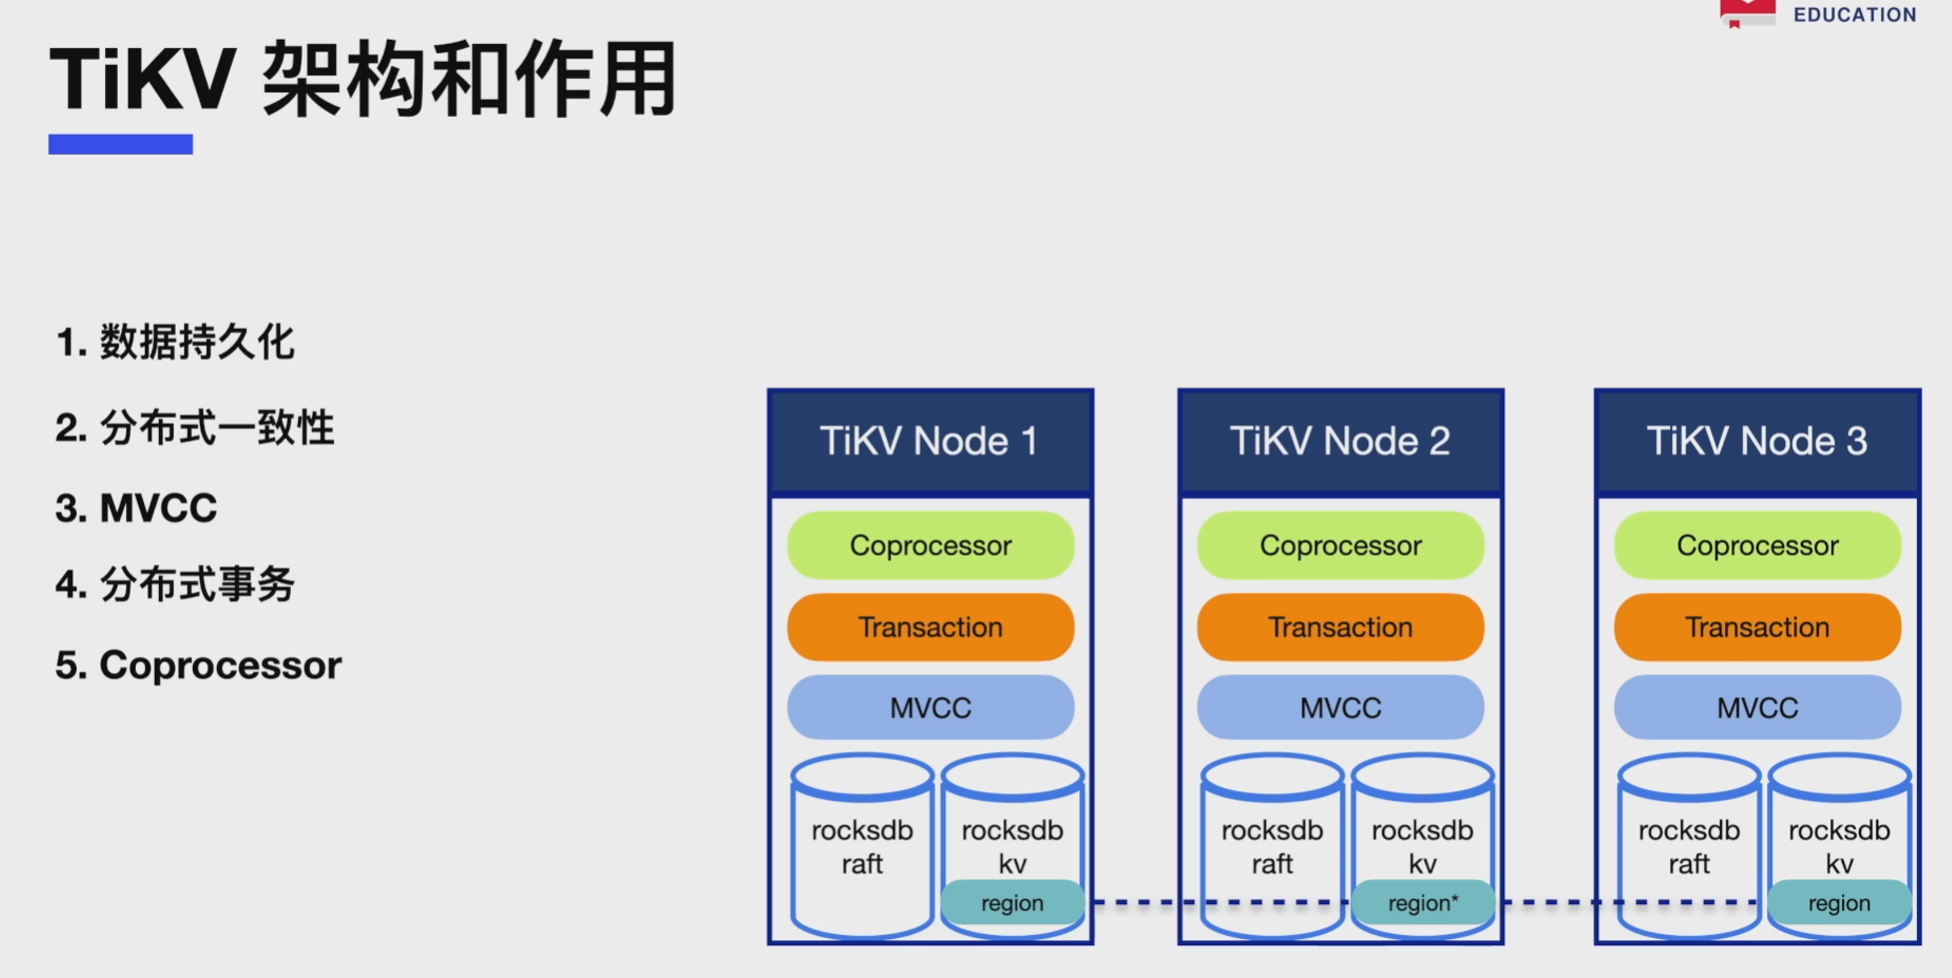 EDUCATION
TiKV 架构和作用
1. 数据持久化
2. 分布式一致性
3. MVCC
4. 分布式事务
5. Coprocessor
TiKV Node 1
Coprocessor
Transaction
MVCC
rocksdb
raft
rocksdb
kv
region
TiKV Node 2
Coprocessor
Transaction
MVCC
rocksdb
raft
rocksdb
kv
region*
TiKV Node 3
Coprocessor
Transaction
MVCC
rocksdb
raft
rocksdb
kv
region